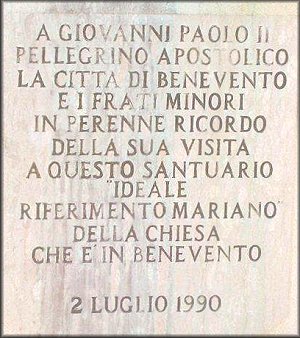 A GIOVANNI PAOLO II
PELLEGRINO APOSTOLICO
LA CITTA DI BENEVENTO
E I FRATI MINORI
IN PERENNE RICORDO
DELLA SUA VISITA
A QUESTO SANTUARIO
"IDEALE
RIFERIMENTO MARIANO"
DELLA CHIESA
CHE E' IN BENEVENTO
2 LUGLIO 1990